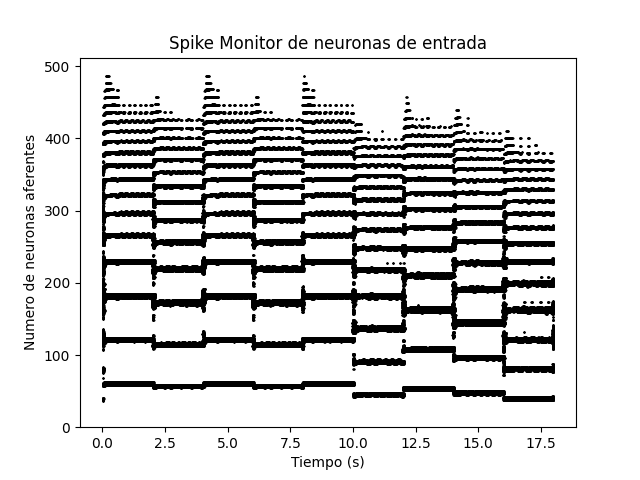 Spike Monitor de neuronas de entrada
500
400
300
200
100
0
Numero de neuronas aferentes
0.0 2.5 5.0 7.5 10.0 12.5 15.0 17.5
Tiempo (s)